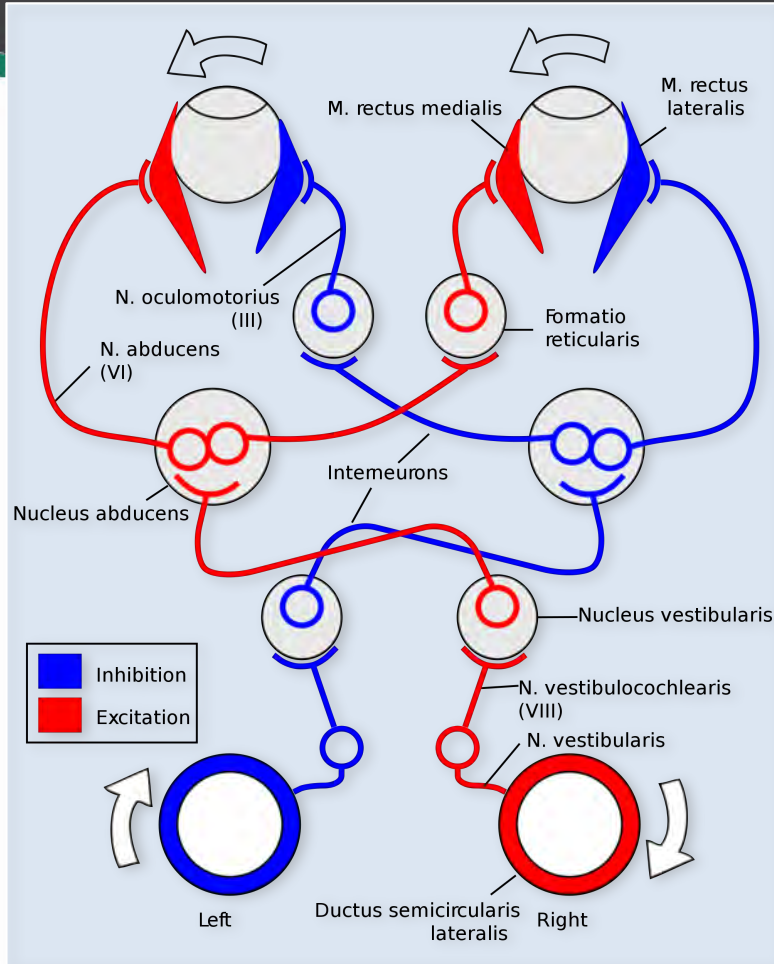 M. rectus
lateralis
M. rectus medialis
N. oculomotorius
(III)
Formatio
reticularis
N. abducens
(VI)
Interneurons
Nucleus abducens
Nucleus vestibularis
Inhibition
Excitation
N. vestibulocochlearis
(VIII)
N. vestibularis
Ductus semicircularis
lateralis
Left
Right